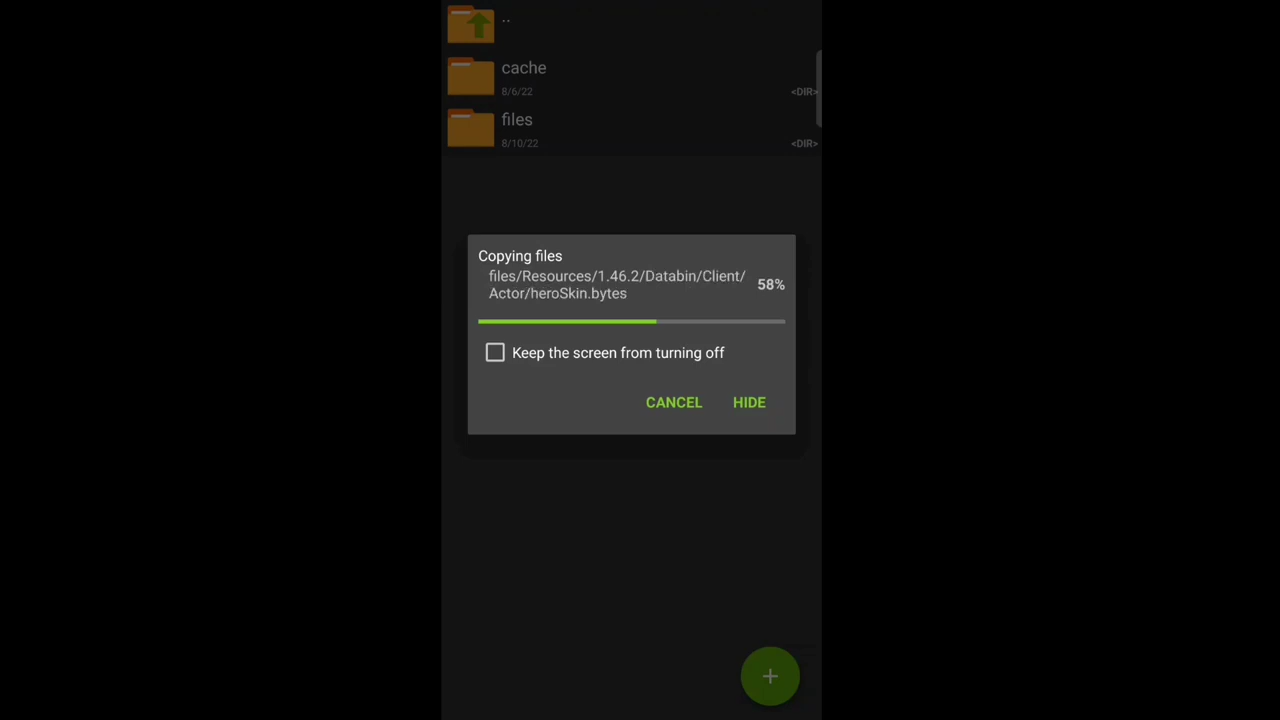 ..
cache
8/6/22
<DIR>
files
8/10/22
<DIR>
Copying files
files/Resources/1.46.2/Databin/Client/
Actor/heroSkin.bytes
58%
Keep the screen from turning off
CANCEL
HIDE
+